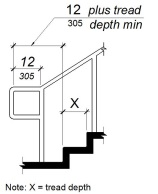 12 plus tread
305 depth min
12
305
X
Note: X = tread depth